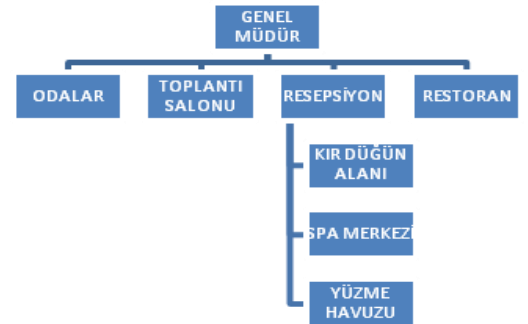 GENEL
MÜDÜR
ODALAR
TOPLANTI
SALONU
RESEPSİYON
RESTORAN
KIR DÜĞÜN
ALANI
SPA MERKEZİ
YÜZME
HAVUZU